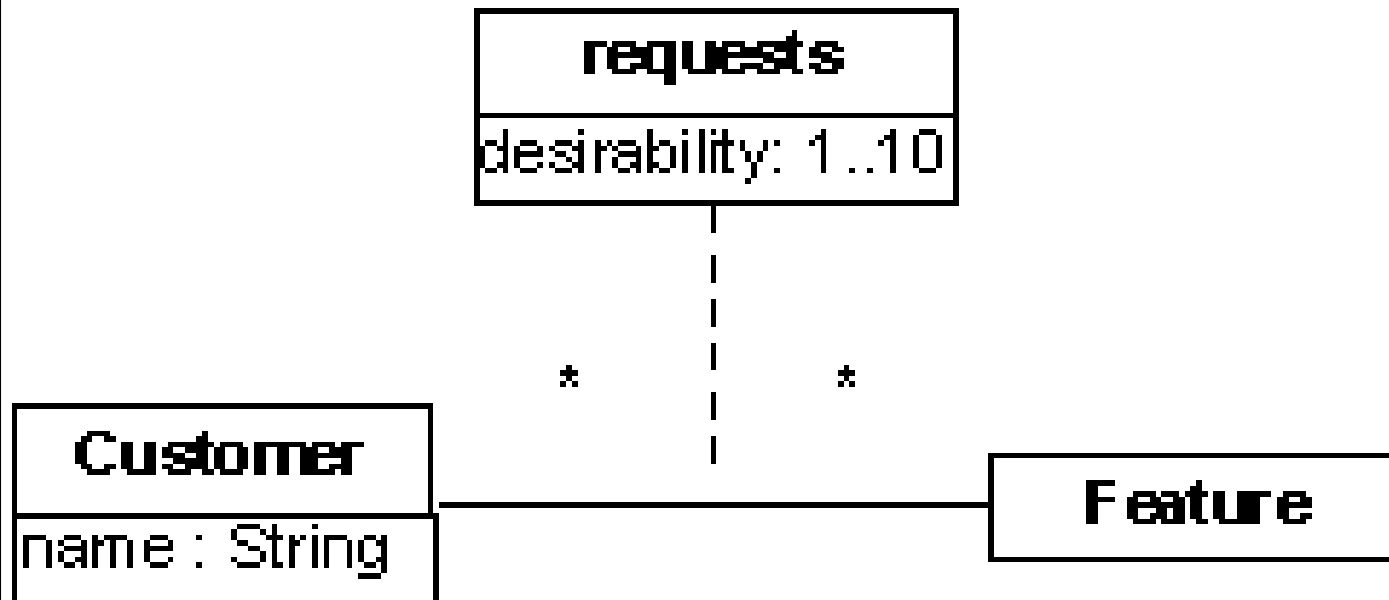 requests
desirability: 1..10
* *
Customer
Feature
name : String